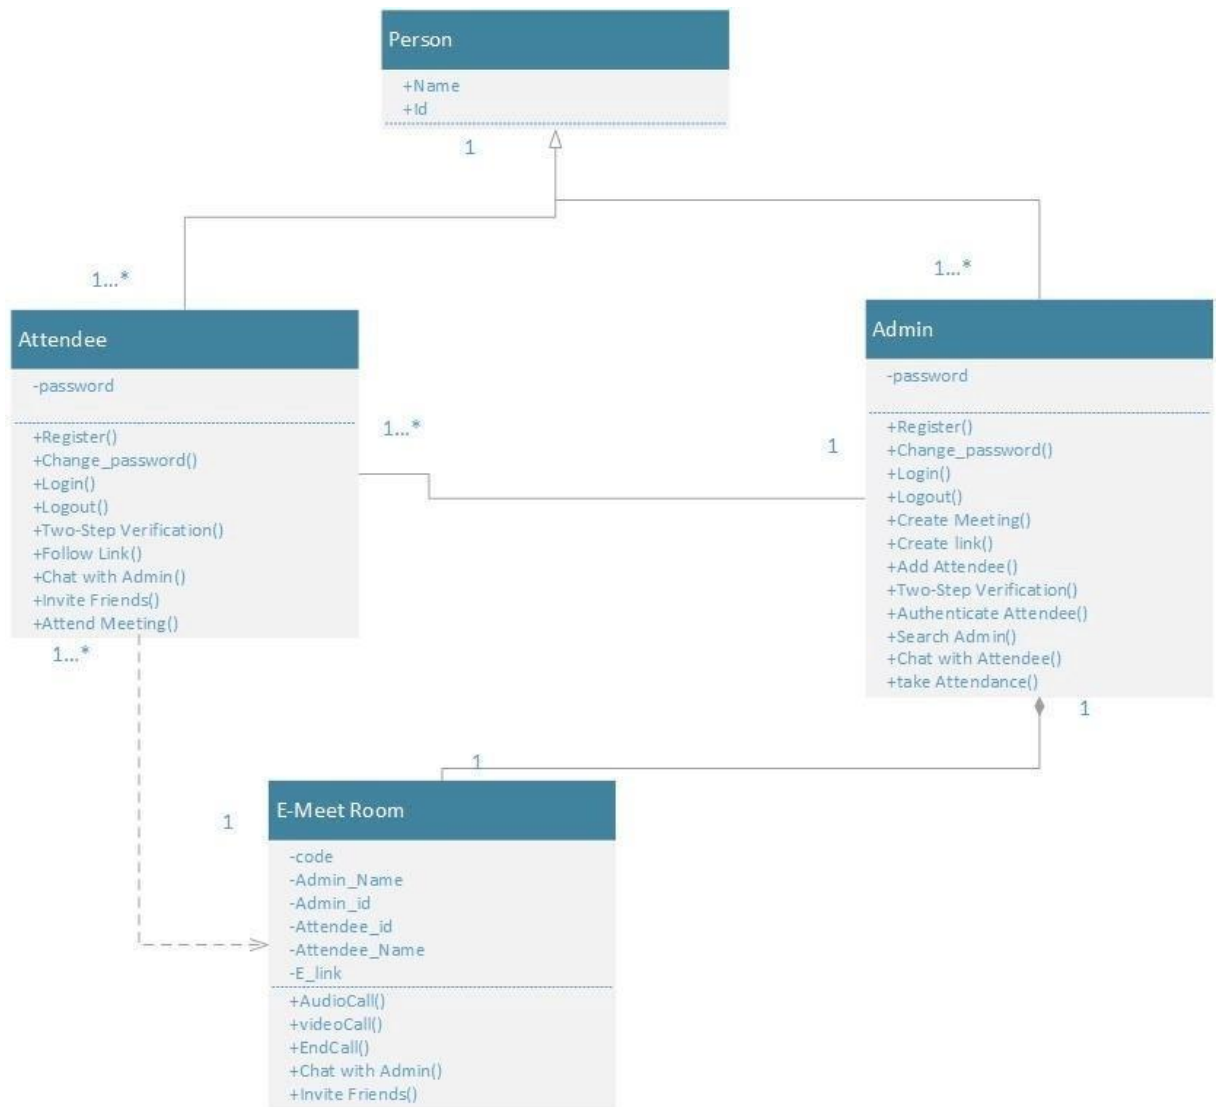 Person
+Name
+Id
1
1...*
1...*
Attendee
-password
+Register()
+Change_password()
+Login()
+Logout()
+Two-Step Verification()
+Follow Link()
+Chat with Admin()
+Invite Friends()
+Attend Meeting()
1...*
1
Admin
-password
+Register()
+Change_password()
+Login()
+Logout()
+Create Meeting()
+Create link()
+Add Attendee()
+Two-Step Verification()
+Authenticate Attendee()
+Search Admin()
+Chat with Attendee()
+take Attendance()
1...*
1
1
1
E-Meet Room
-code
-Admin_Name
-Admin_id
-Attendee_id
-Attendee_Name
-E_link
+AudioCall()
+videoCall()
+EndCall()
+Chat with Admin()
+Invite Friends()